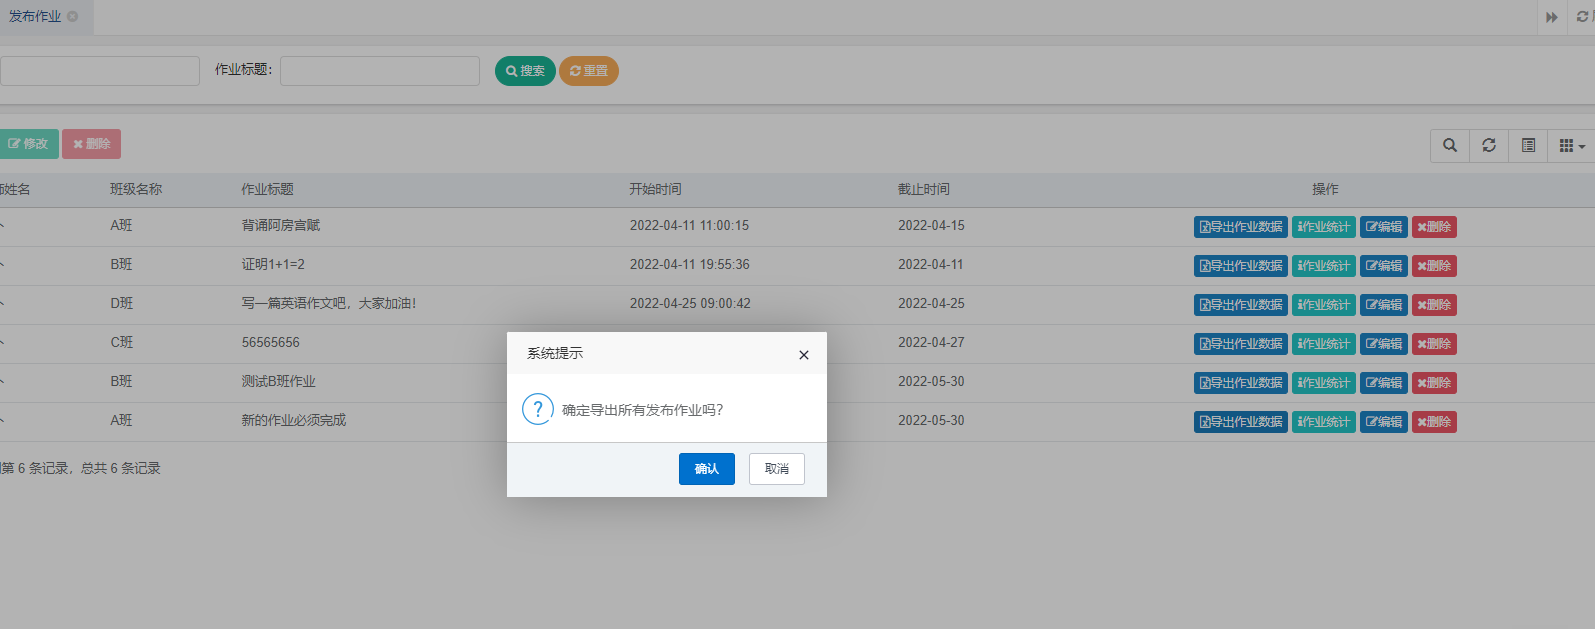 发布作业
作业标题：
搜索
重置
修改
删除
姓名 班级名称 作业标题 开始时间 截止时间 操作
A班 背诵阿房宫赋 2022-04-11 11:00:15 2022-04-15 导出作业数据 作业统计 编辑 删除
B班 证明1+1=2 2022-04-11 19:55:36 2022-04-11 导出作业数据 作业统计 编辑 删除
D班 写一篇英语作文吧，大家加油！ 2022-04-25 09:00:42 2022-04-25 导出作业数据 作业统计 编辑 删除
C班 56565656 2022-04-27 导出作业数据 作业统计 编辑 删除
B班 测试B班作业 2022-05-30 导出作业数据 作业统计 编辑 删除
A班 新的作业必须完成 2022-05-30 导出作业数据 作业统计 编辑 删除
第 6 条记录，总共 6 条记录
系统提示
确定导出所有发布作业吗？
确认
取消